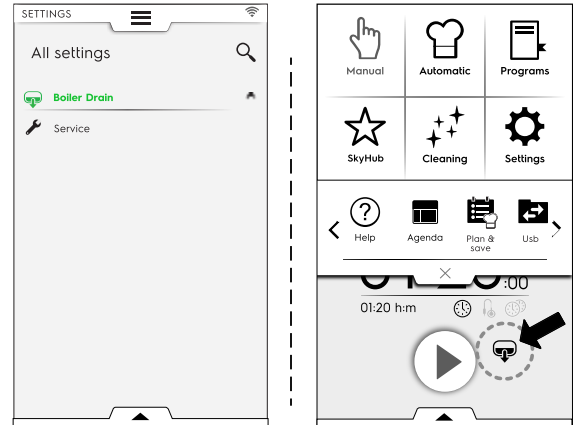 SETTINGS
All settings
Boiler Drain
Service
Manual
Automatic
Programs
SkyHub
Cleaning
Settings
Help
Agenda
Plan &
save
Usb
:00
01:20 h:m